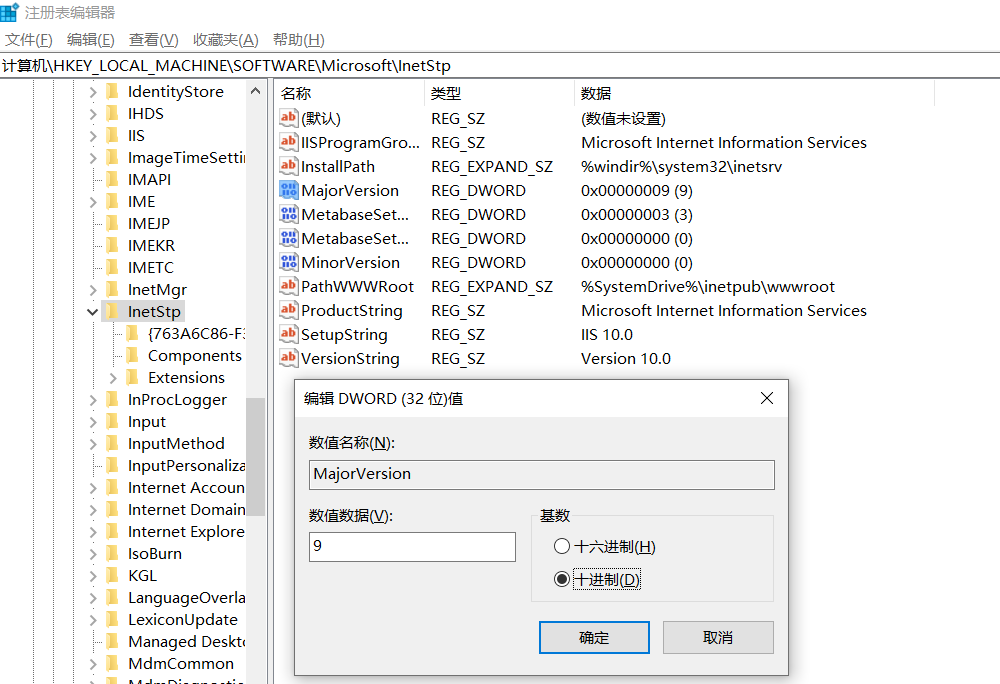 注册表编辑器
文件(F) 编辑(E) 查看(V) 收藏夹(A) 帮助(H)
计算机\HKEY_LOCAL_MACHINE\SOFTWARE\Microsoft\InetStp
IdentityStore
IHDS
IIS
ImageTimeSettin
IMAPI
IME
IMEJP
IMEKR
IMETC
InetMgr
InetStp
{763A6C86-F3
Components
Extensions
InProcLogger
Input
InputMethod
InputPersonaliza
Internet Accoun
Internet Domain
Internet Explore
IsoBurn
KGL
LanguageOverla
LexiconUpdate
Managed Deskto
MdmCommon
MdmDiagnostic
名称 类型 数据
(默认) REG_SZ (数值未设置)
IISProgramGro... REG_SZ Microsoft Internet Information Services
InstallPath REG_EXPAND_SZ %windir%\system32\inetsrv
MajorVersion REG_DWORD 0x00000009 (9)
MetabaseSet... REG_DWORD 0x00000003 (3)
MetabaseSet... REG_DWORD 0x00000000 (0)
MinorVersion REG_DWORD 0x00000000 (0)
PathWWWRoot REG_EXPAND_SZ %SystemDrive%\inetpub\wwwroot
ProductString REG_SZ Microsoft Internet Information Services
SetupString REG_SZ IIS 10.0
VersionString REG_SZ Version 10.0
编辑 DWORD (32 位)值
数值名称(N):
MajorVersion
数值数据(V):
9
基数
十六进制(H)
十进制(D)
确定 取消